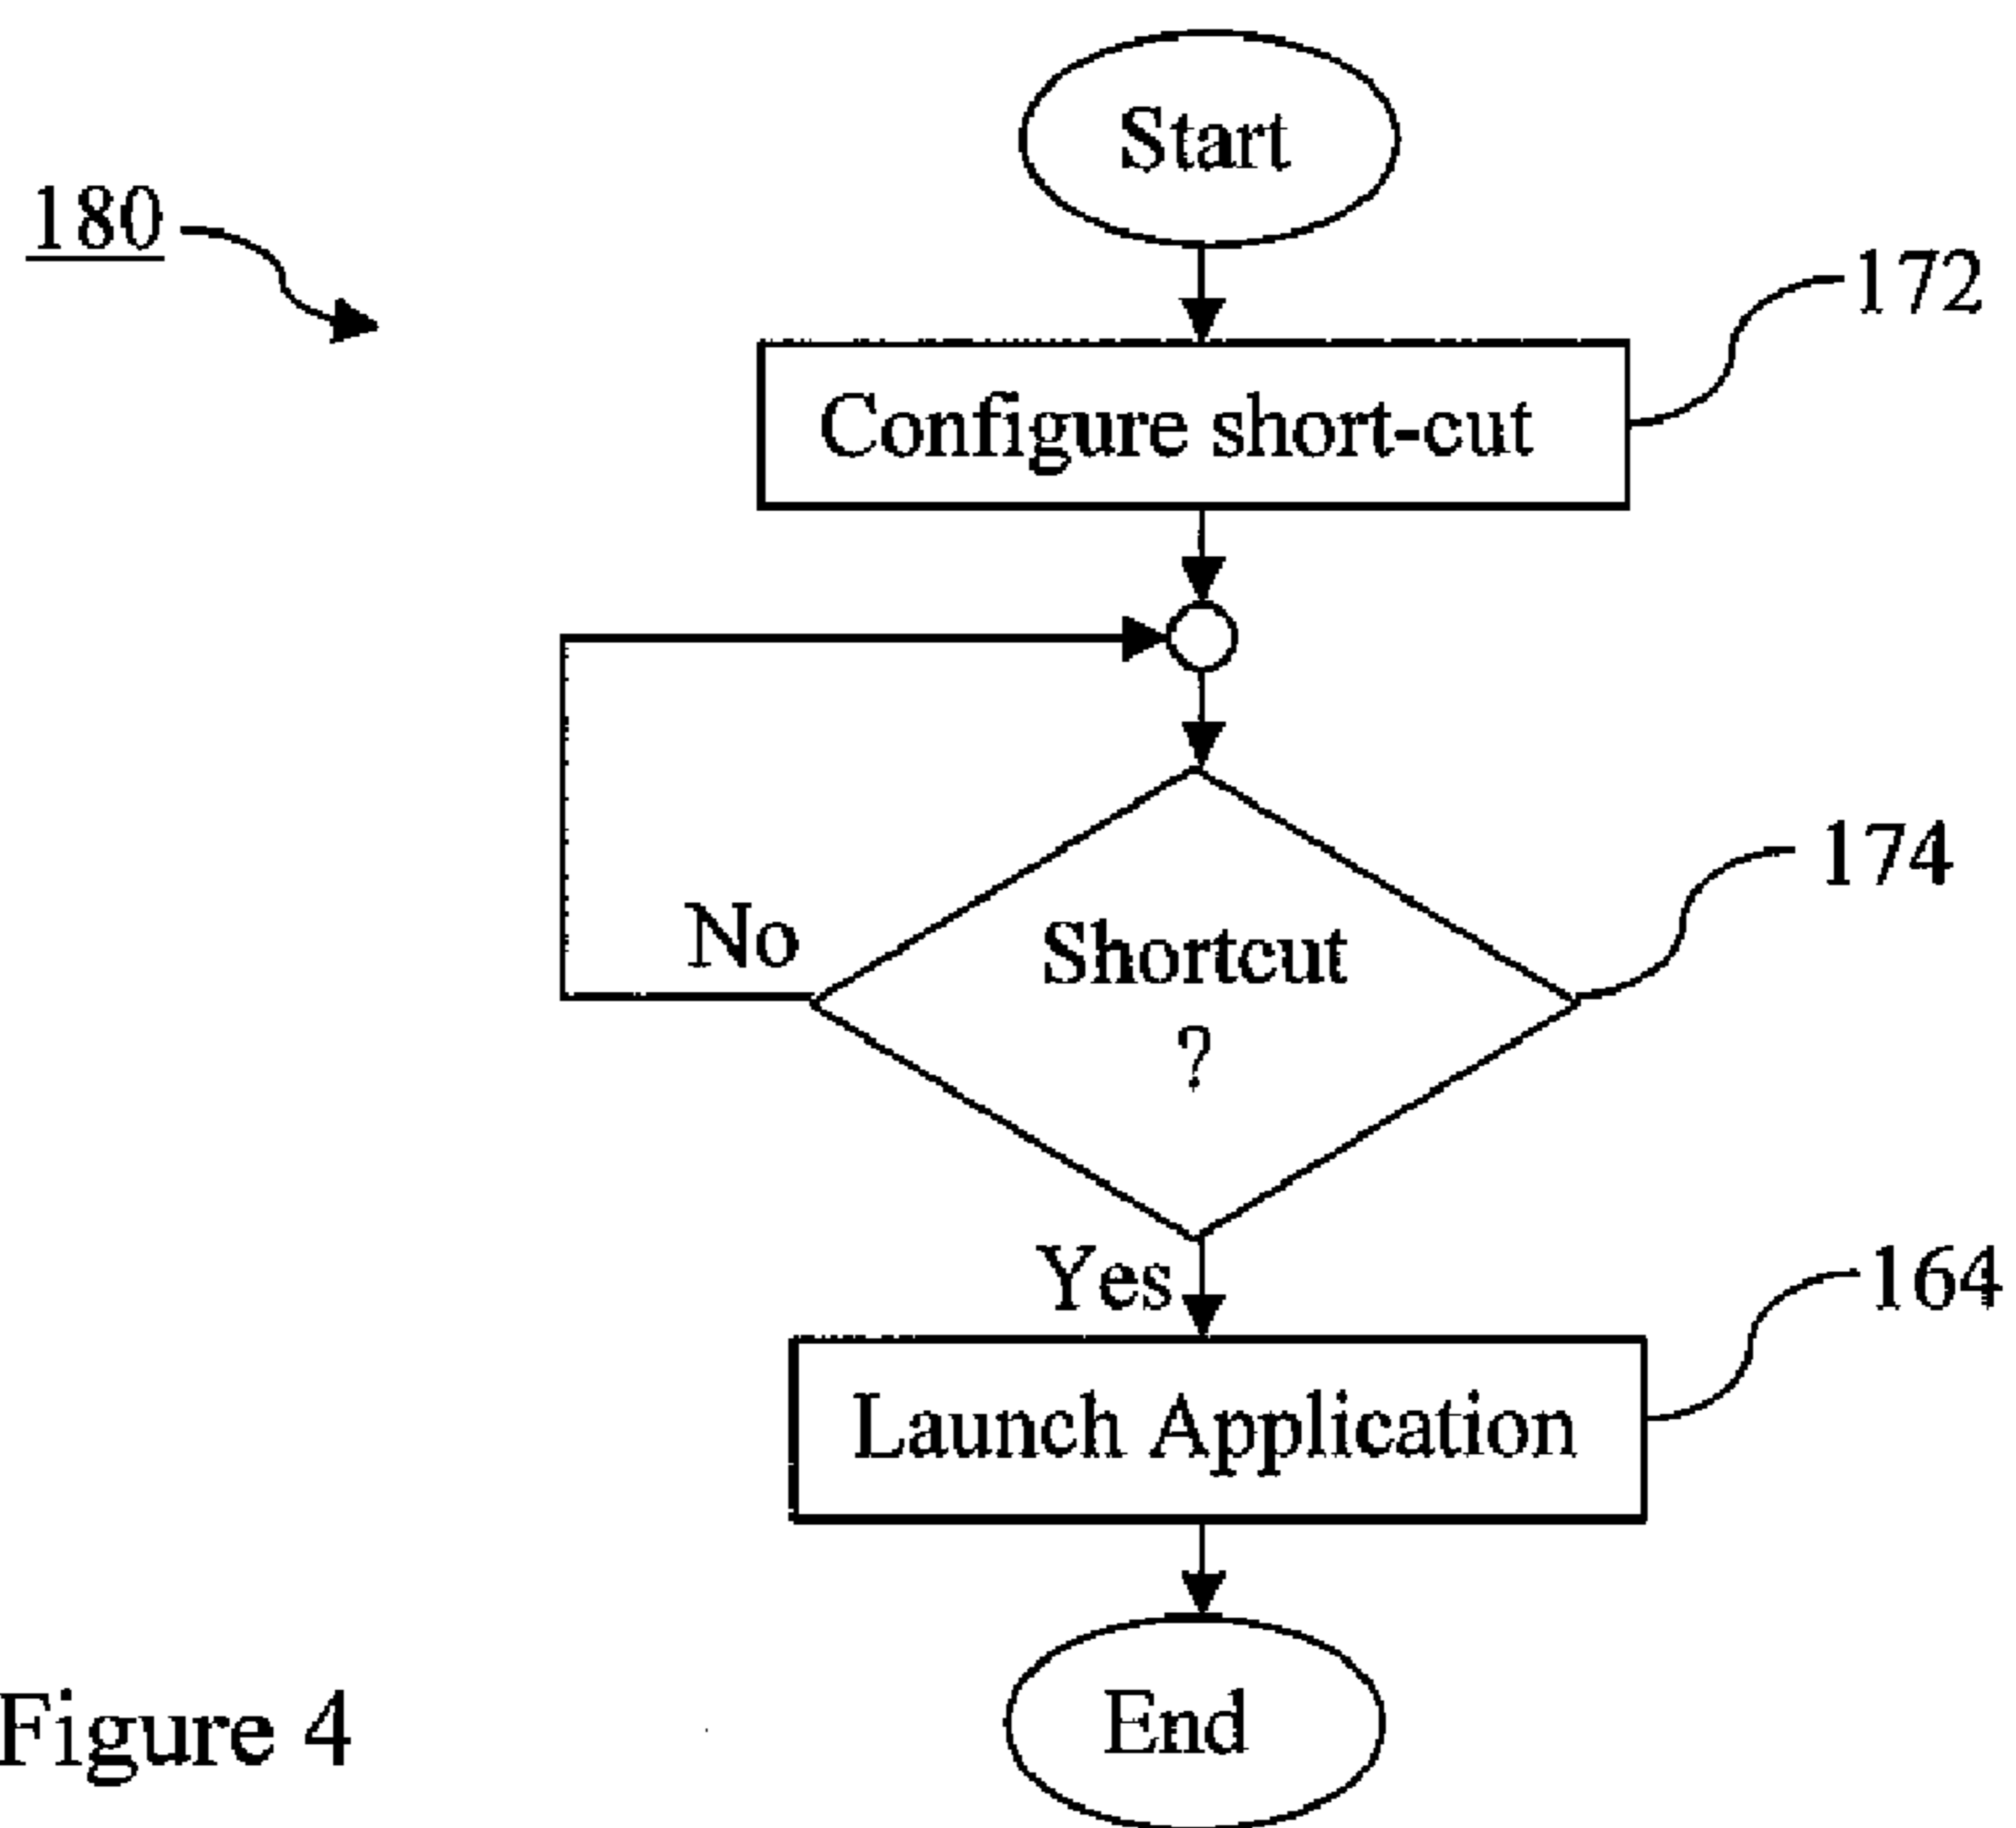 Start
180
172
Configure short-cut
174
No
Shortcut
?
Yes
164
Launch Application
End
Figure 4